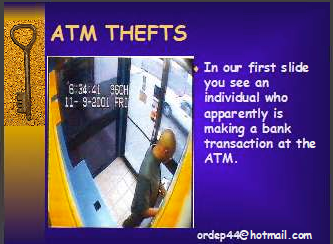 ATM THEFTS
8:34:41
11- 9-2001 FRI
In our first slide
you see an
individual who
apparently is
making a bank
transaction at the
ATM.
ordep44@hotmail.com